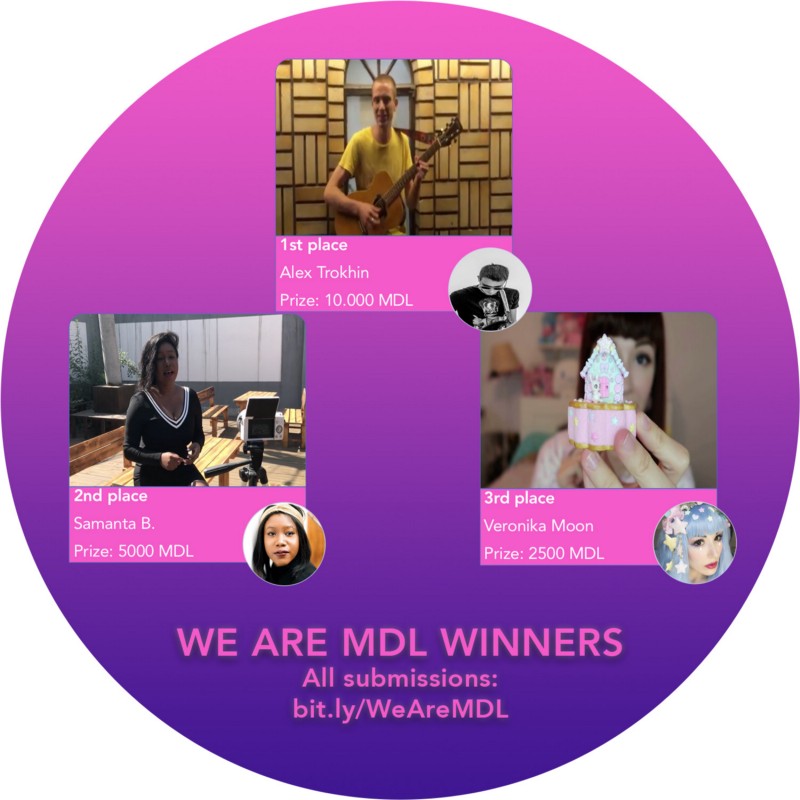 1st place
Alex Trokhin
Prize: 10.000 MDL
2nd place
Samanta B.
Prize: 5000 MDL
3rd place
Veronika Moon
Prize: 2500 MDL
WE ARE MDL WINNERS
All submissions:
bit.ly/WeAreMDL